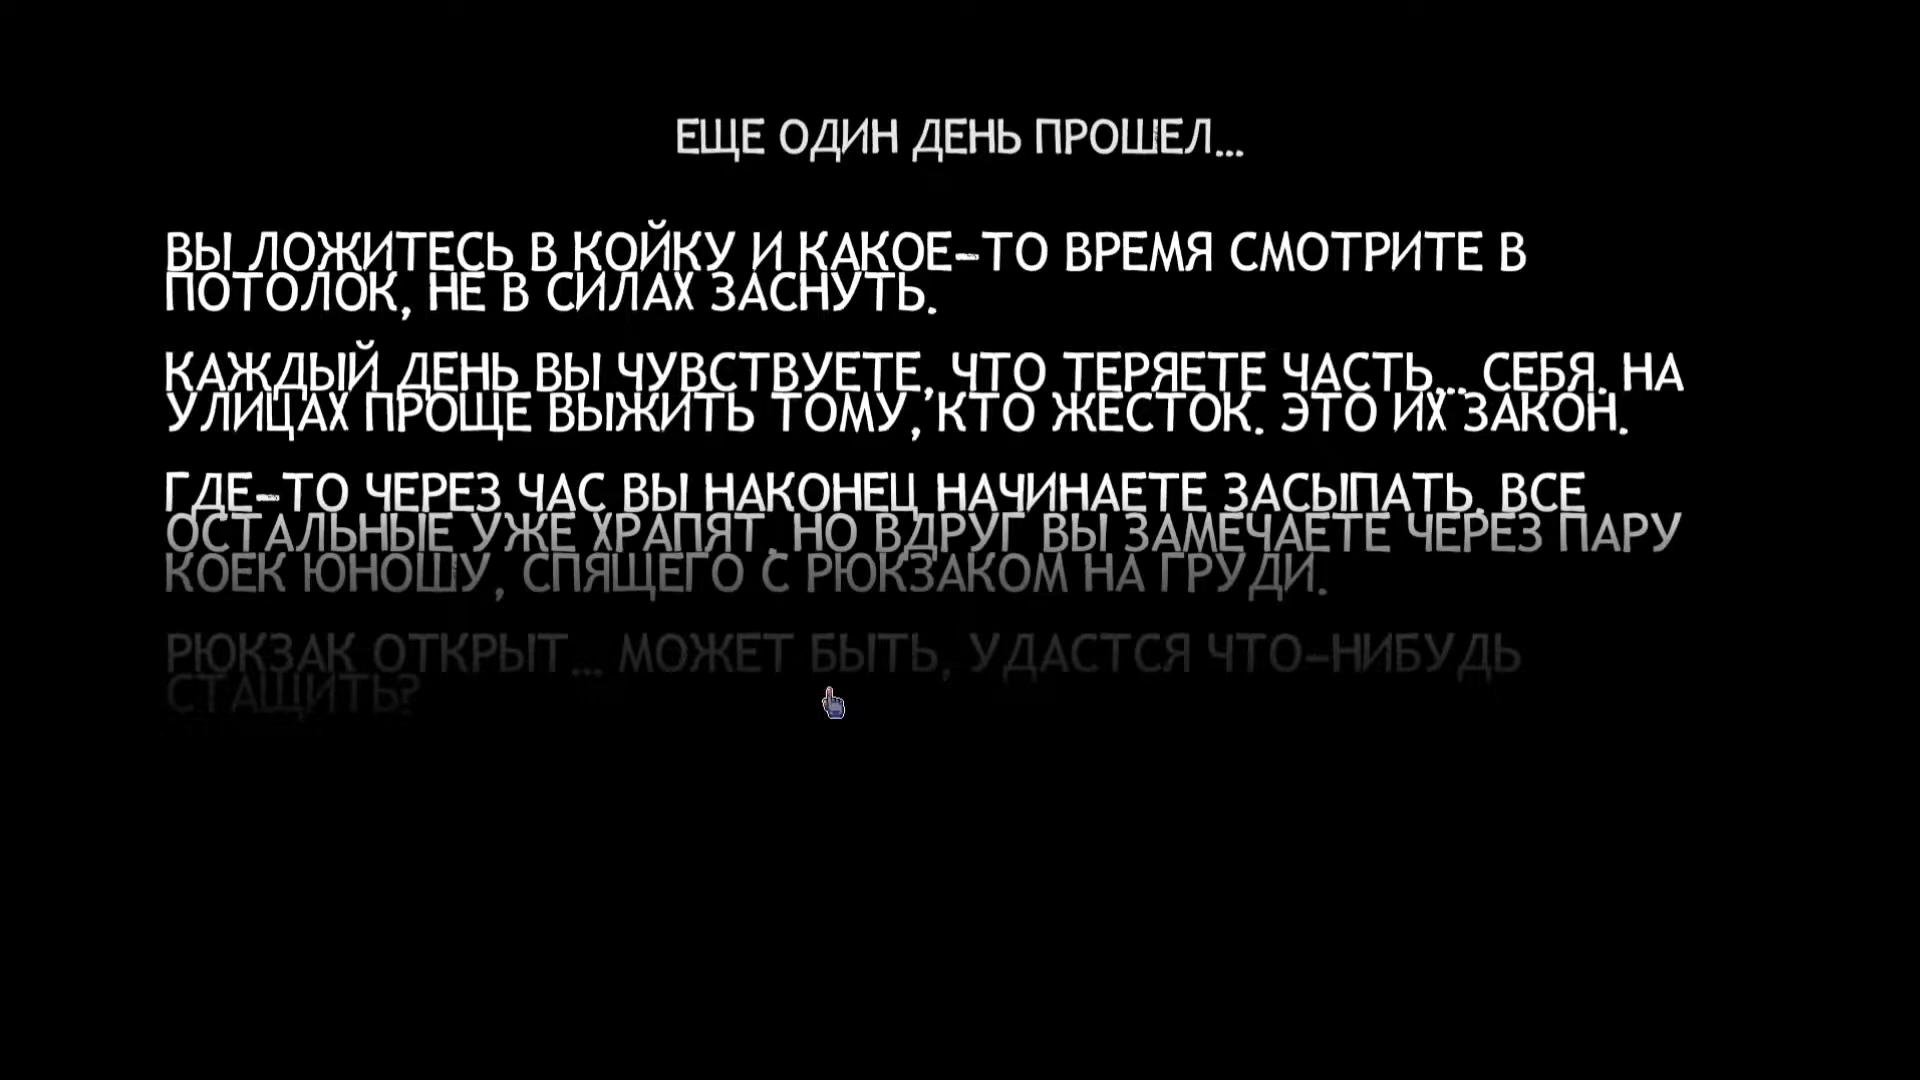 ЕЩЕ ОДИН ДЕНЬ ПРОШЕЛ...
ВЫ ЛОЖИТЕСЬ В КОЙКУ И КАКОЕ-ТО ВРЕМЯ СМОТРИТЕ В
ПОТОЛОК, НЕ В СИЛАХ ЗАСНУТЬ.
КАЖДЫЙ ДЕНЬ ВЫ ЧУВСТВУЕТЕ, ЧТО ТЕРЯЕТЕ ЧАСТЬ... СЕБЯ. НА
УЛИЦАХ ПРОЩЕ ВЫЖИТЬ ТОМУ, КТО ЖЕСТОК. ЭТО ИХ ЗАКОН.
ГДЕ-ТО ЧЕРЕЗ ЧАС ВЫ НАКОНЕЦ НАЧИНАЕТЕ ЗАСЫПАТЬ. ВСЕ
ОСТАЛЬНЫЕ УЖЕ ХРАПЯТ. НО ВДРУГ ВЫ ЗАМЕЧАЕТЕ ЧЕРЕЗ ПАРУ
КОЕК ЮНОШУ, СПЯЩЕГО С РЮКЗАКОМ НА ГРУДИ.
РЮКЗАК ОТКРЫТ... МОЖЕТ БЫТЬ, УДАСТСЯ ЧТО-НИБУДЬ
СТАЩИТЬ?